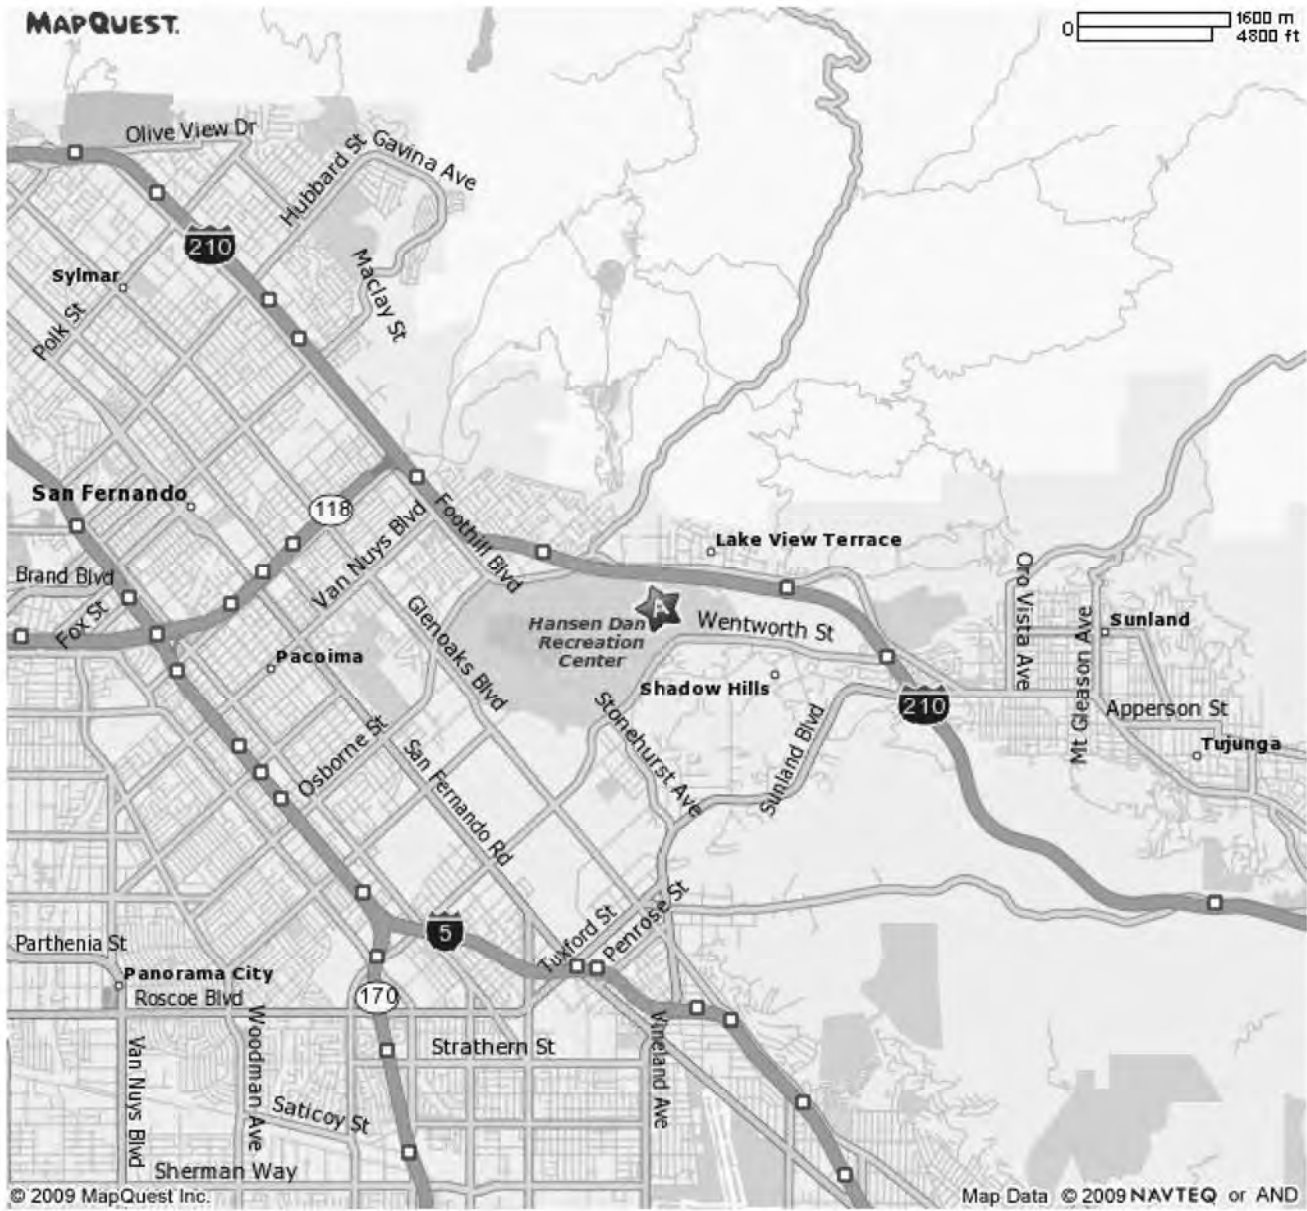 MAPQUEST.
0
1600 m
4800 ft
Olive View Dr
Hubbard St
Gavina Ave
210
Sylmar
Maclay St
Polk St
San Fernando
118
Van Nuys Blvd
Foothill Blvd
Lake View Terrace
Brand Blvd
Fox St
Glenoaks Blvd
A
Hansen Dan
Recreation
Center
Wentworth St
Oro Vista Ave
Mt Gleason Ave
Sunland
Pacoima
Shadow Hills
Stonehurst Ave
Sunland Blvd
210
Apperson St
Tujunga
Osborne St
San Fernando Rd
Parthenia St
5
Tuxford St
Penrose St
Panorama City
Roscoe Blvd
170
Van Nuys Blvd
Woodman Ave
Strathern St
Vineland Ave
Saticoy St
Sherman Way
© 2009 MapQuest Inc.
Map Data © 2009 NAVTEQ or AND